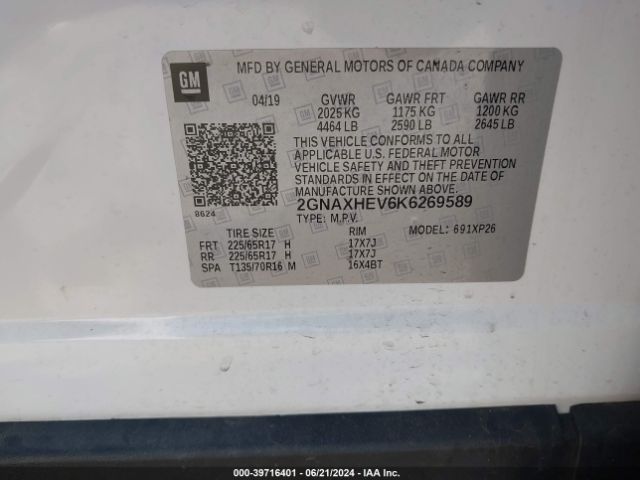 GM
MFD BY GENERAL MOTORS OF CANADA COMPANY
04/19 GVWR GAWR FRT GAWR RR
2025 KG 1175 KG 1200 KG
4464 LB 2590 LB 2645 LB
THIS VEHICLE CONFORMS TO ALL
APPLICABLE U.S. FEDERAL MOTOR
VEHICLE SAFETY AND THEFT PREVENTION
STANDARDS IN EFFECT ON THE DATE OF
MANUFACTURE SHOWN ABOVE.
8624
2GNAXHEV6K6269589
TYPE: M.P.V. MODEL: 691XP26
TIRE SIZE RIM
FRT 225/65R17 H 17X7J
RR 225/65R17 H 17X7J
SPA T135/70R16 M 16X4BT
000-39716401 - 06/21/2024 - IAA Inc.